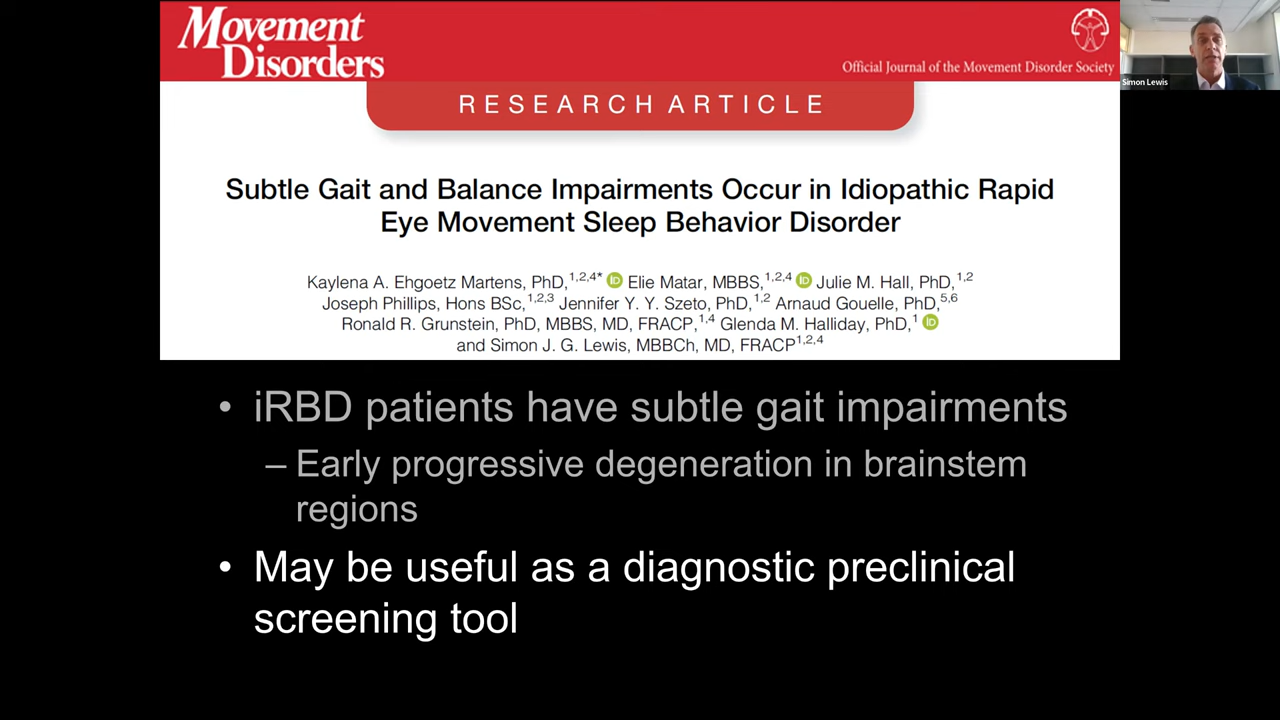 Movement
Disorders
Official Journal of the Movement Disorder Society
Simon Lewis
RESEARCH ARTICLE
Subtle Gait and Balance Impairments Occur in Idiopathic Rapid
Eye Movement Sleep Behavior Disorder
Kaylena A. Ehgoetz Martens, PhD,1,2,4* iD Elie Matar, MBBS,1,2,4 iD Julie M. Hall, PhD,1,2
Joseph Phillips, Hons BSc,1,2,3 Jennifer Y. Y. Szeto, PhD,1,2 Arnaud Gouelle, PhD,5,6
Ronald R. Grunstein, PhD, MBBS, MD, FRACP,1,4 Glenda M. Halliday, PhD,1 iD
and Simon J. G. Lewis, MBBCh, MD, FRACP1,2,4
• iRBD patients have subtle gait impairments
– Early progressive degeneration in brainstem
regions
• May be useful as a diagnostic preclinical
screening tool